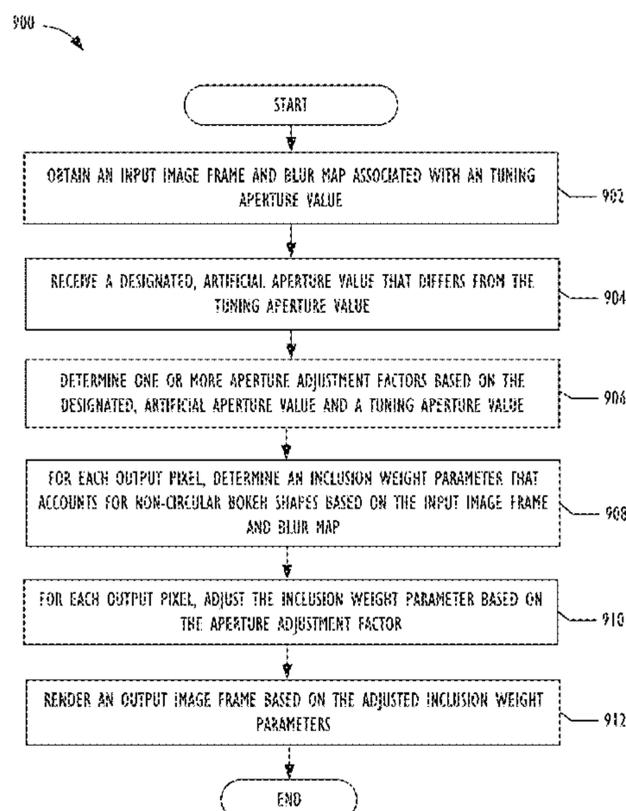 900
START
OBTAIN AN INPUT IMAGE FRAME AND BLUR MAP ASSOCIATED WITH AN TUNING
APERTURE VALUE
902
RECEIVE A DESIGNATED, ARTIFICIAL APERTURE VALUE THAT DIFFERS FROM THE
TUNING APERTURE VALUE
904
DETERMINE ONE OR MORE APERTURE ADJUSTMENT FACTORS BASED ON THE
DESIGNATED, ARTIFICIAL APERTURE VALUE AND A TUNING APERTURE VALUE
906
FOR EACH OUTPUT PIXEL, DETERMINE AN INCLUSION WEIGHT PARAMETER THAT
ACCOUNTS FOR NON-CIRCULAR BOKEH SHAPES BASED ON THE INPUT IMAGE FRAME
AND BLUR MAP
908
FOR EACH OUTPUT PIXEL, ADJUST THE INCLUSION WEIGHT PARAMETER BASED ON
THE APERTURE ADJUSTMENT FACTOR
910
RENDER AN OUTPUT IMAGE FRAME BASED ON THE ADJUSTED INCLUSION WEIGHT
PARAMETERS
912
END